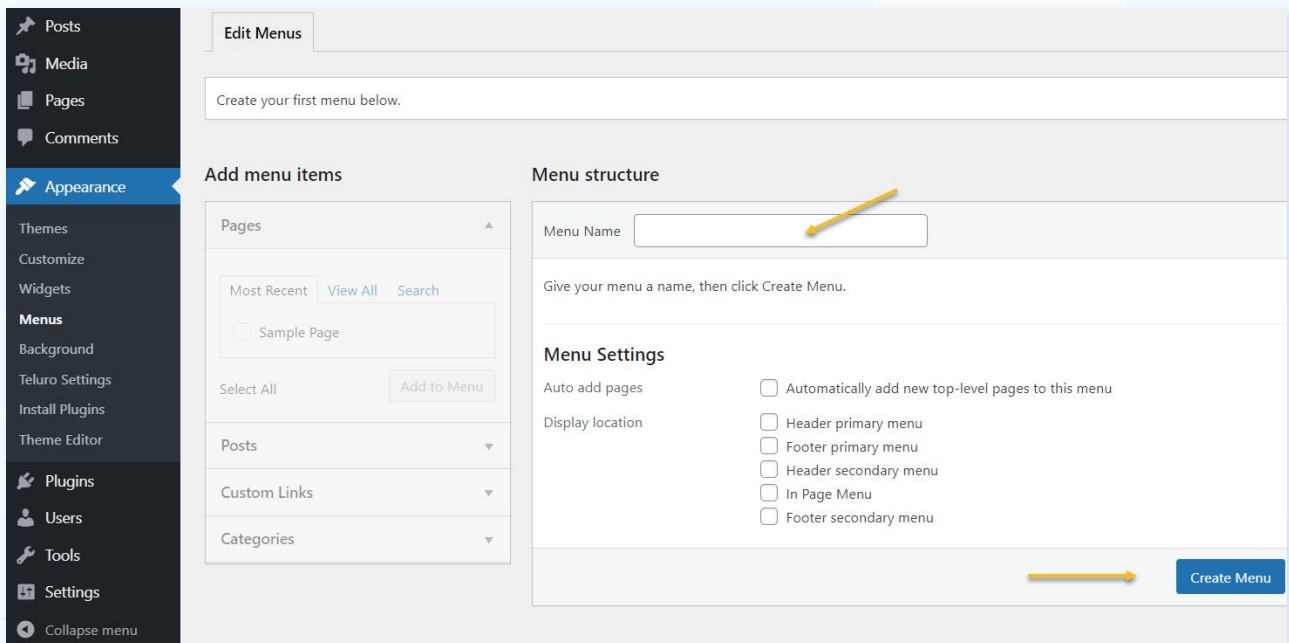 Posts
Media
Pages
Comments
Appearance
Themes
Customize
Widgets
Menus
Background
Teluro Settings
Install Plugins
Theme Editor
Plugins
Users
Tools
Settings
Collapse menu
Edit Menus
Create your first menu below.
Add menu items
Pages
Most Recent View All Search
Sample Page
Select All Add to Menu
Posts
Custom Links
Categories
Menu structure
Menu Name
Give your menu a name, then click Create Menu.
Menu Settings
Auto add pages Automatically add new top-level pages to this menu
Display location Header primary menu
Footer primary menu
Header secondary menu
In Page Menu
Footer secondary menu
Create Menu